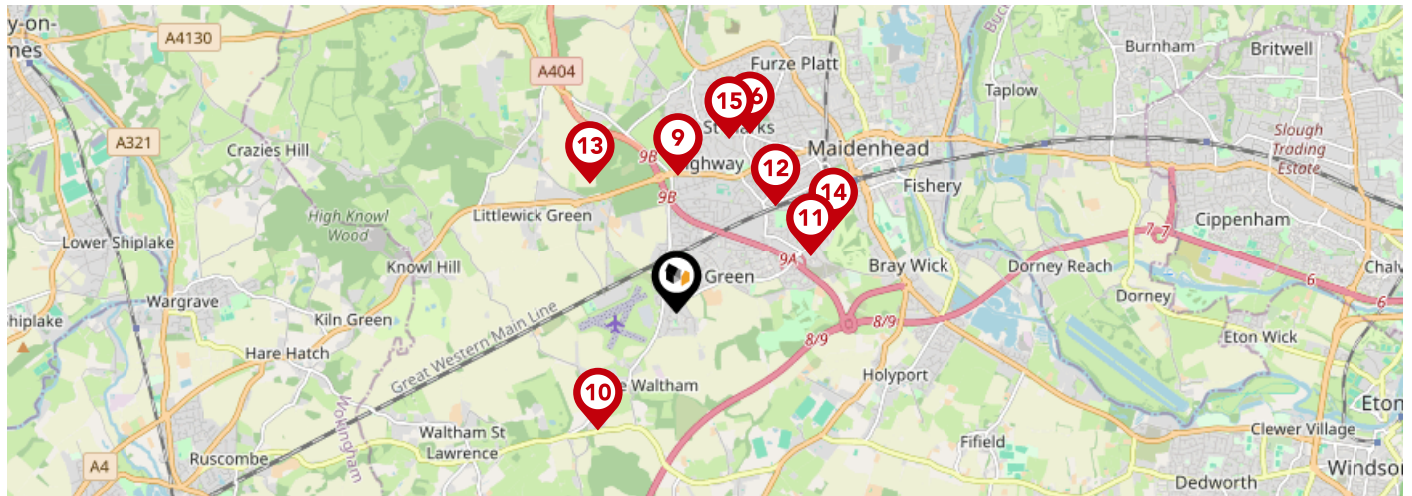 y-on-
mes
A4130
A404
Furze Platt
Burnham
Britwell
Taplow
Buc
A321
Crazies Hill
15
6
St
rks
13
9
9B
ghway
12
Maidenhead
Slough
Trading
Estate
9B
14
Fishery
High Knowl
Wood
Littlewick Green
11
Cippenham
7
7
Lower Shiplake
Knowl Hill
Green
9A
Bray Wick
Dorney Reach
Chalv
6
6
Wargrave
Dorney
hiplake
Kiln Green
8/9
8/9
Eton Wick
Great Western Main Line
Hare Hatch
Holyport
10
e Waltham
Eton
Wokingham
Waltham St
Lawrence
Fifield
Clewer Village
A4
Ruscombe
Windso
Dedworth